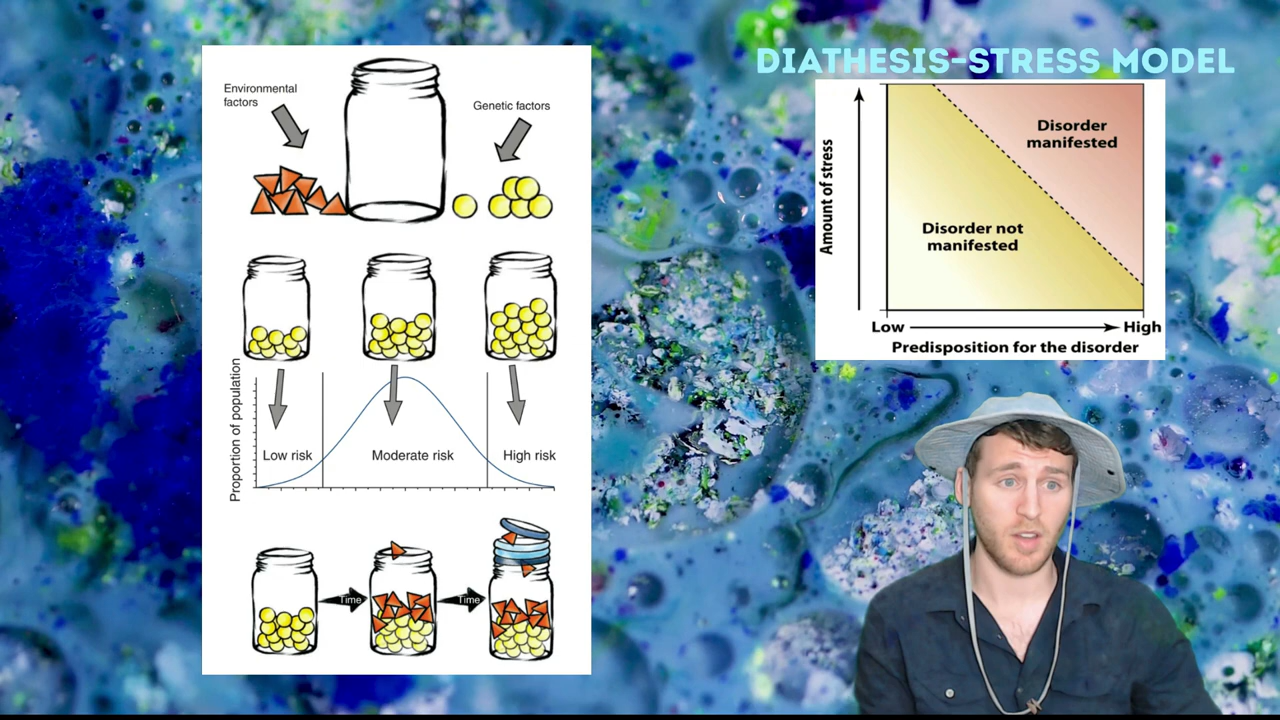 Environmental
factors
Genetic factors
Proportion of population
Low risk
Moderate risk
High risk
Time
Time
DIATHESIS-STRESS MODEL
Amount of stress
Disorder
manifested
Disorder not
manifested
Low
High
Predisposition for the disorder